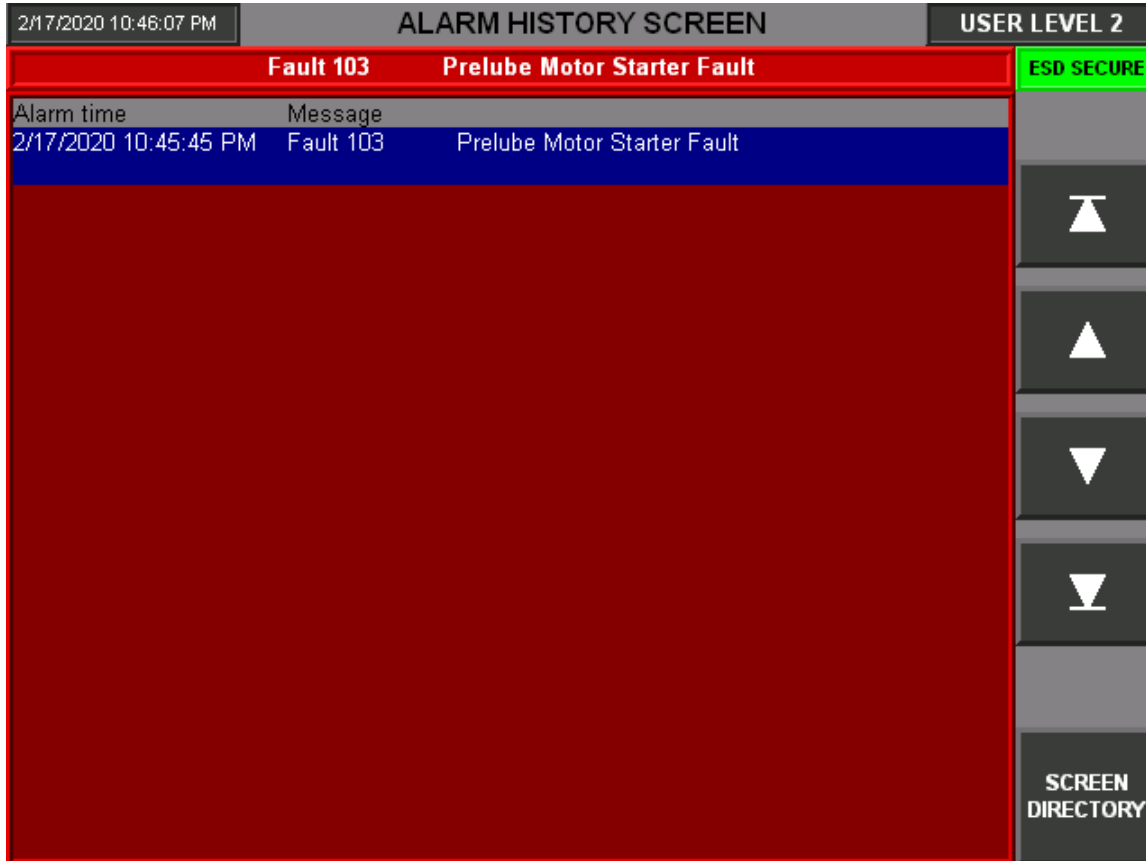 2/17/2020 10:46:07 PM ALARM HISTORY SCREEN USER LEVEL 2
Fault 103 Prelube Motor Starter Fault ESD SECURE
Alarm time Message
2/17/2020 10:45:45 PM Fault 103 Prelube Motor Starter Fault
SCREEN
DIRECTORY